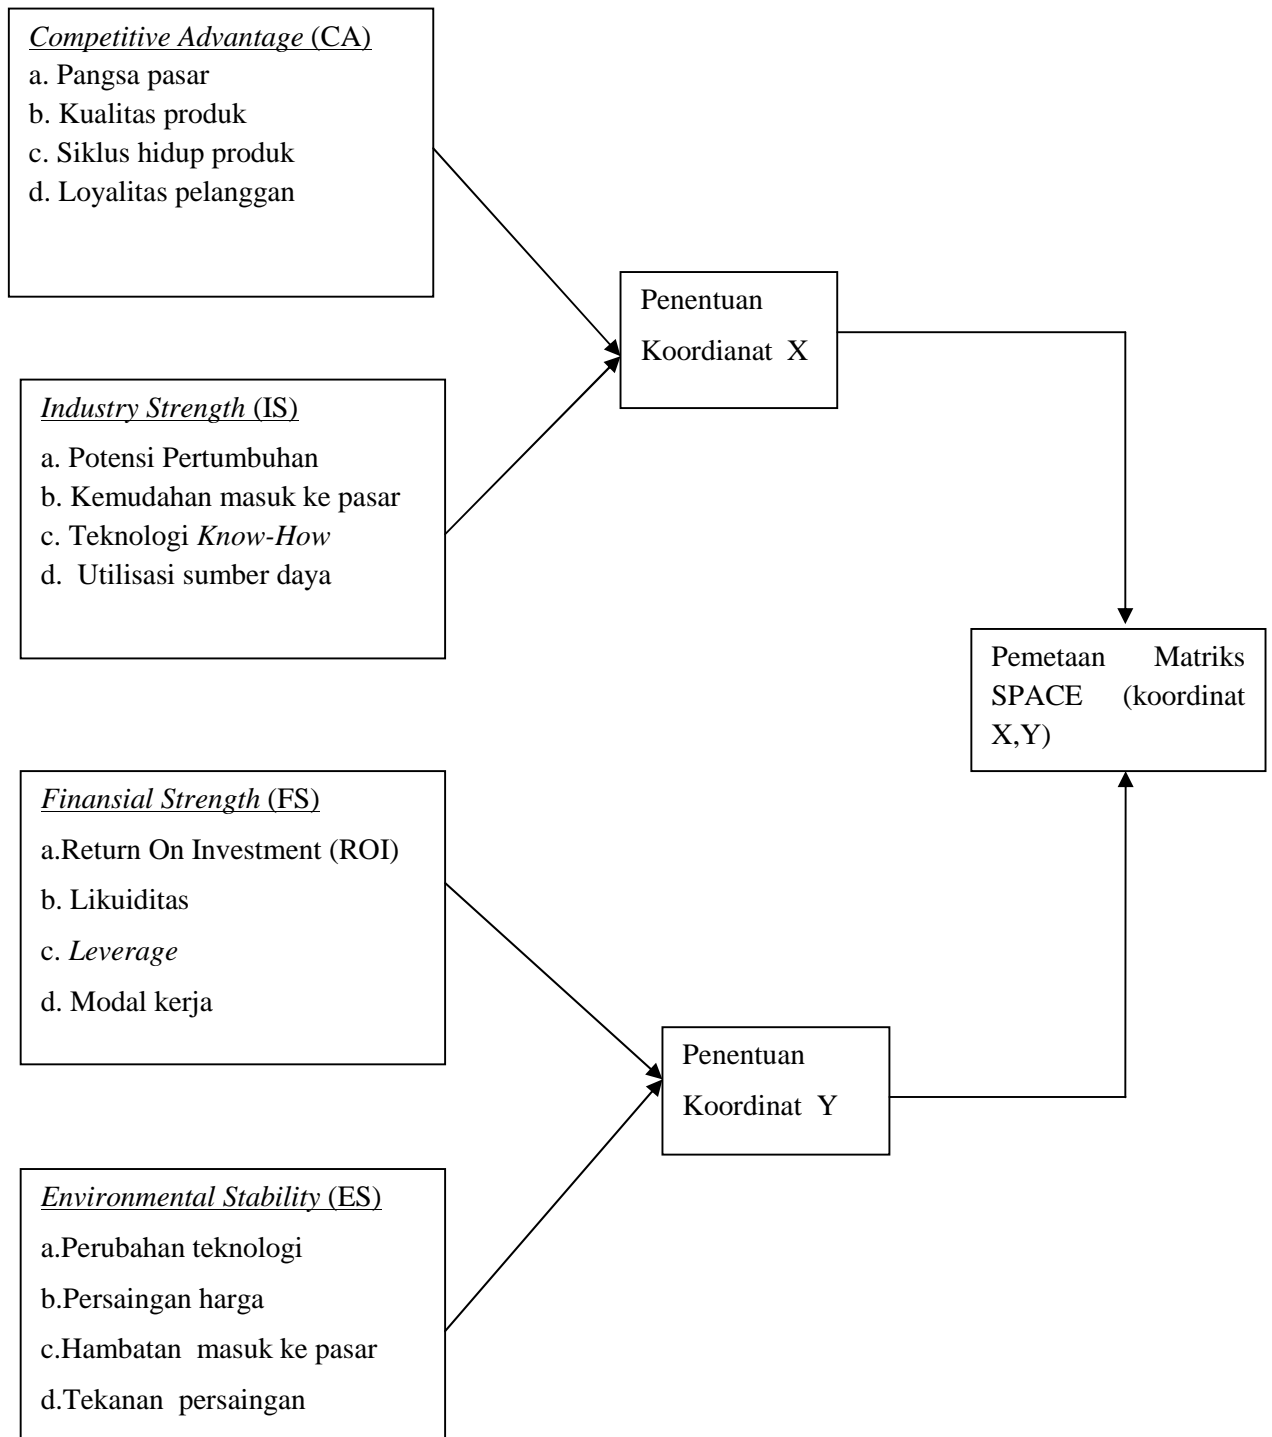 Competitive Advantage (CA)
a. Pangsa pasar
b. Kualitas produk
c. Siklus hidup produk
d. Loyalitas pelanggan
Penentuan
Koordianat X
Industry Strength (IS)
a. Potensi Pertumbuhan
b. Kemudahan masuk ke pasar
c. Teknologi Know-How
d. Utilisasi sumber daya
Pemetaan Matriks
SPACE (koordinat
X,Y)
Finansial Strength (FS)
a.Return On Investment (ROI)
b. Likuiditas
c. Leverage
d. Modal kerja
Penentuan
Koordinat Y
Environmental Stability (ES)
a.Perubahan teknologi
b.Persaingan harga
c.Hambatan masuk ke pasar
d.Tekanan persaingan